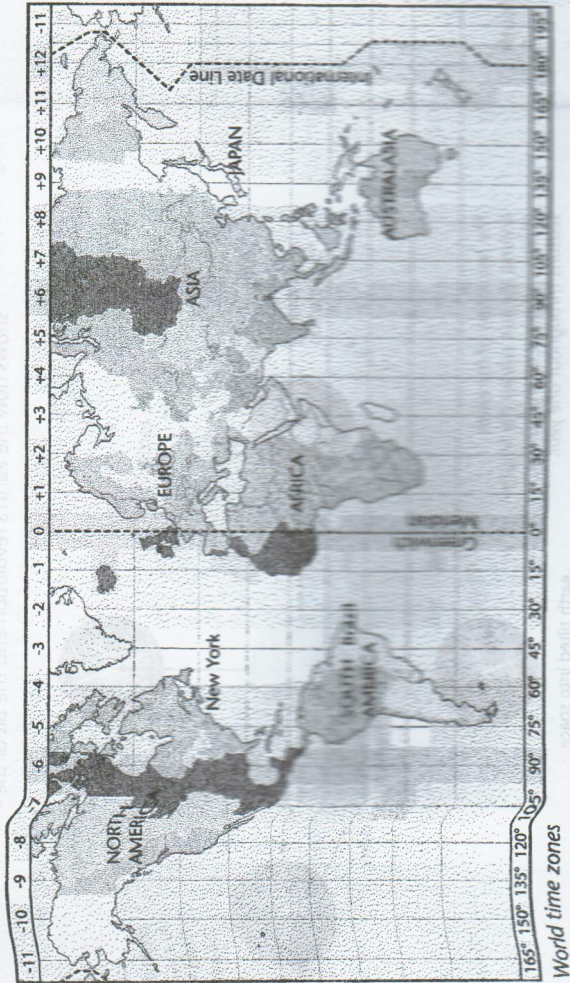 -11 -10 -9 -8 -7 -6 -5 -4 -3 -2 -1 0 +1 +2 +3 +4 +5 +6 +7 +8 +9 +10 +11 +12 -11
NORTH
AMERICA
EUROPE
ASIA
New York
JAPAN
International Date Line
AFRICA
SOUTH Brazil
AMERICA
AUSTRALASIA
Greenwich
Meridian
165° 150° 135° 120° 105° 90° 75° 60° 45° 30° 15° 0° 15° 30° 45° 60° 75° 90° 105° 120° 135° 150° 165° 180° 195°
World time zones